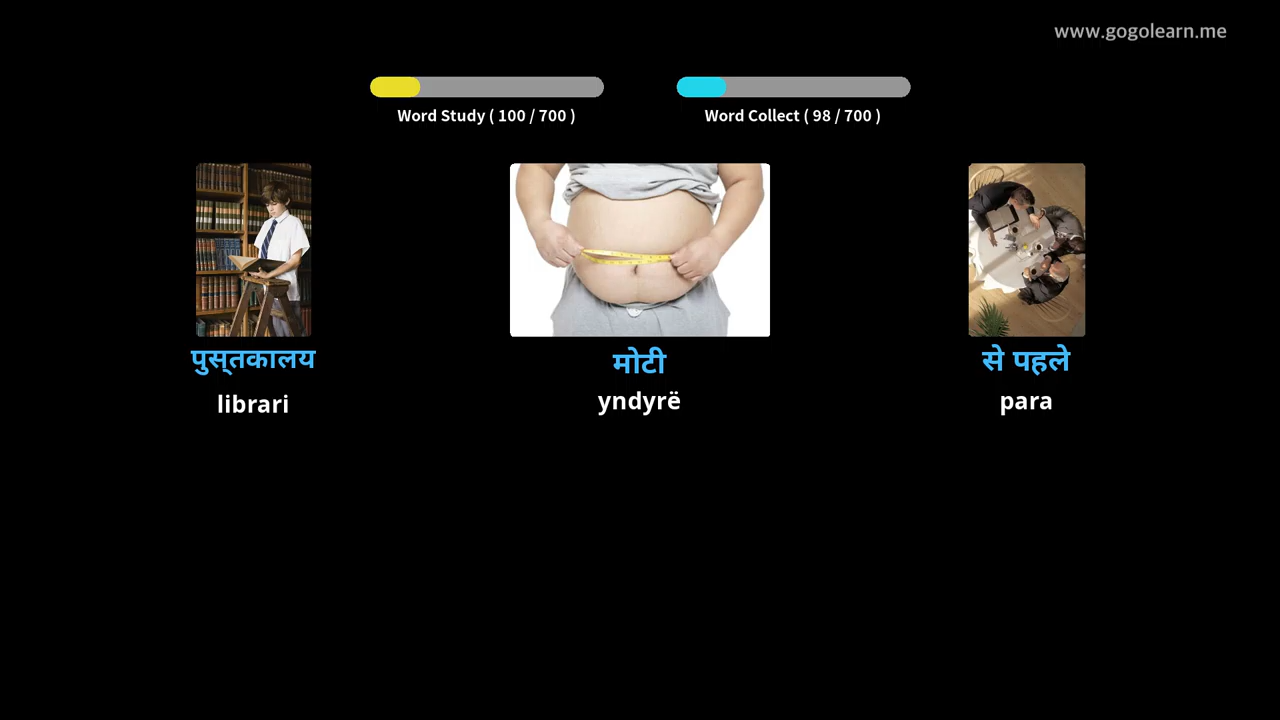 www.gogolearn.me
Word Study ( 100 / 700 )
Word Collect ( 98 / 700 )
पुस्तकालय
मोटी
से पहले
librari
yndyrë
para